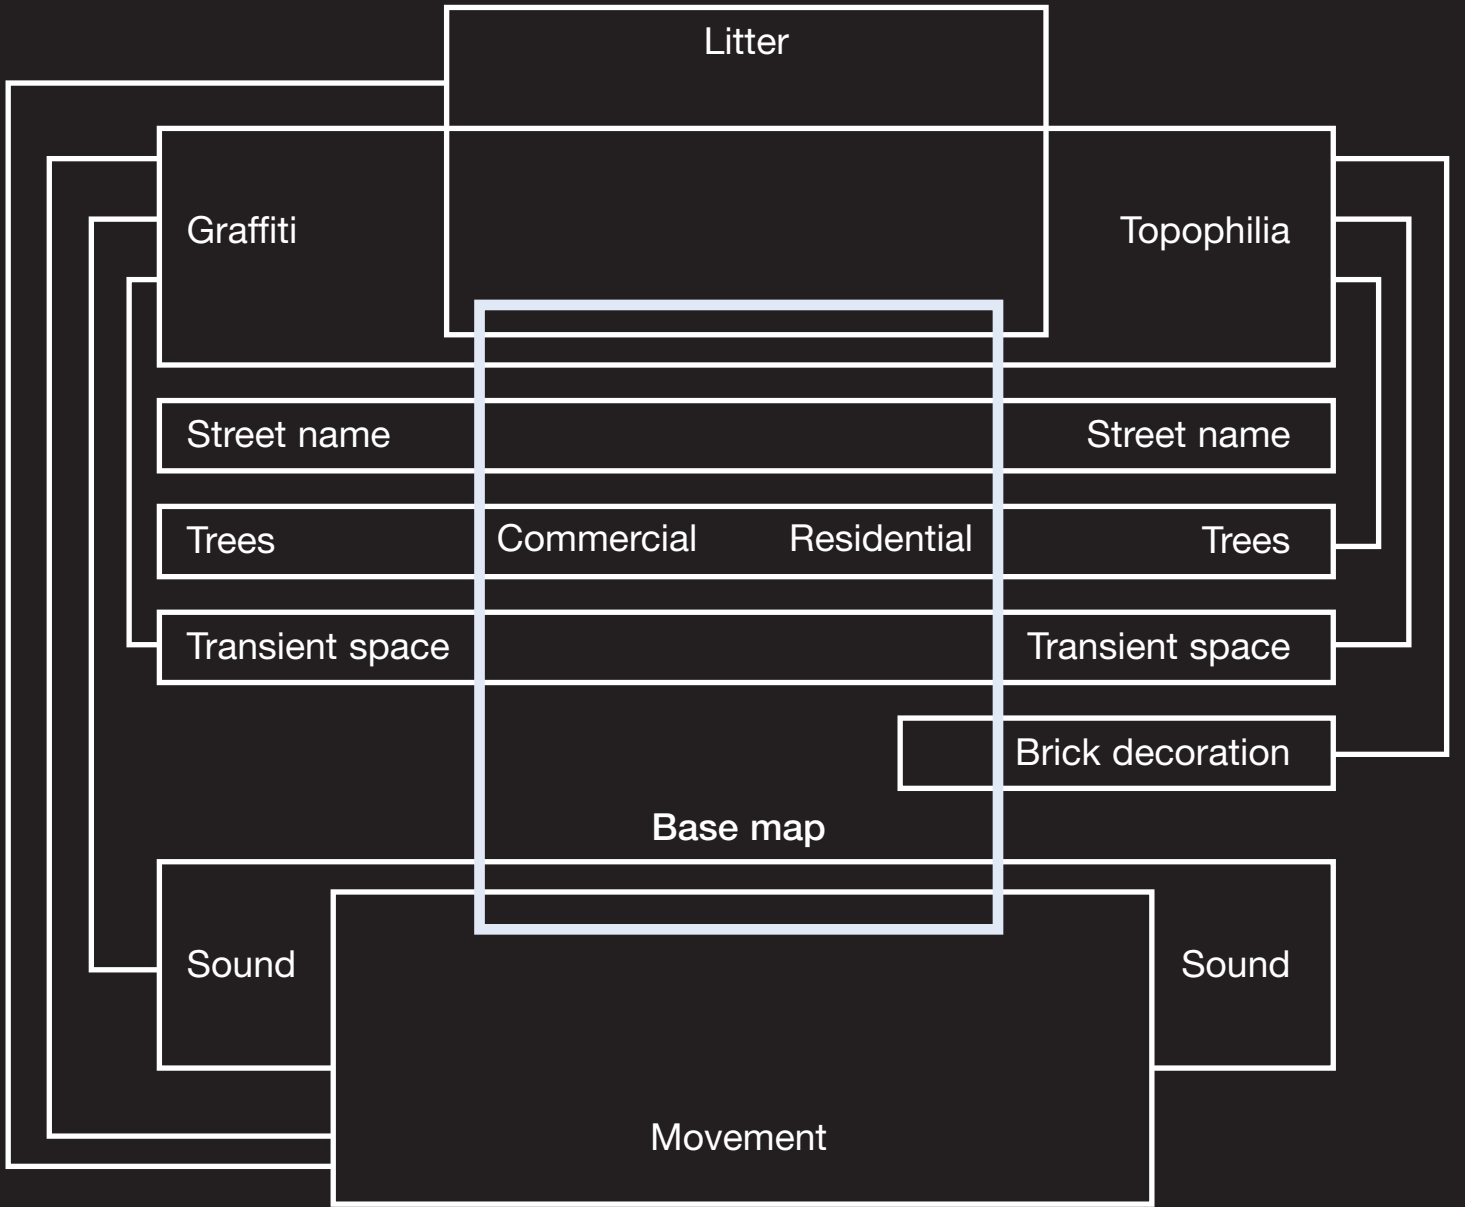 Litter
Graffiti
Topophilia
Street name
Street name
Trees
Commercial
Residential
Trees
Transient space
Transient space
Brick decoration
Base map
Sound
Sound
Movement